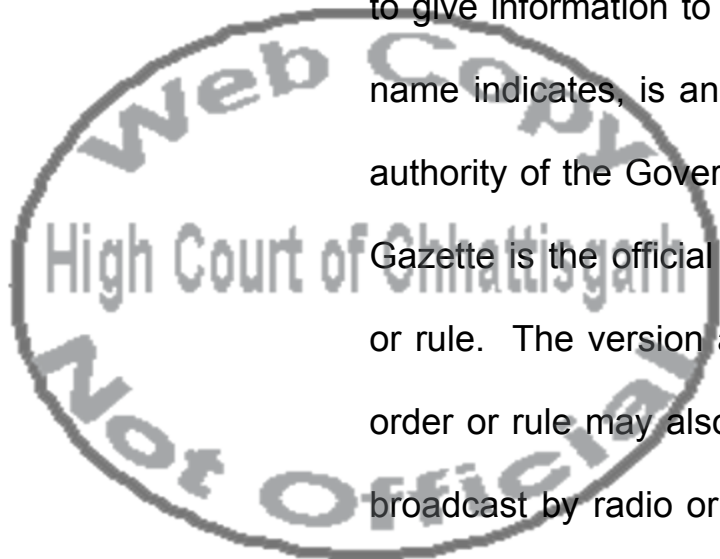 to give information to
Web Copy
name indicates, is an
authority of the Gover
High Court of Chhattisgarh
Gazette is the official
or rule. The version a
order or rule may also
Not Official
broadcast by radio or